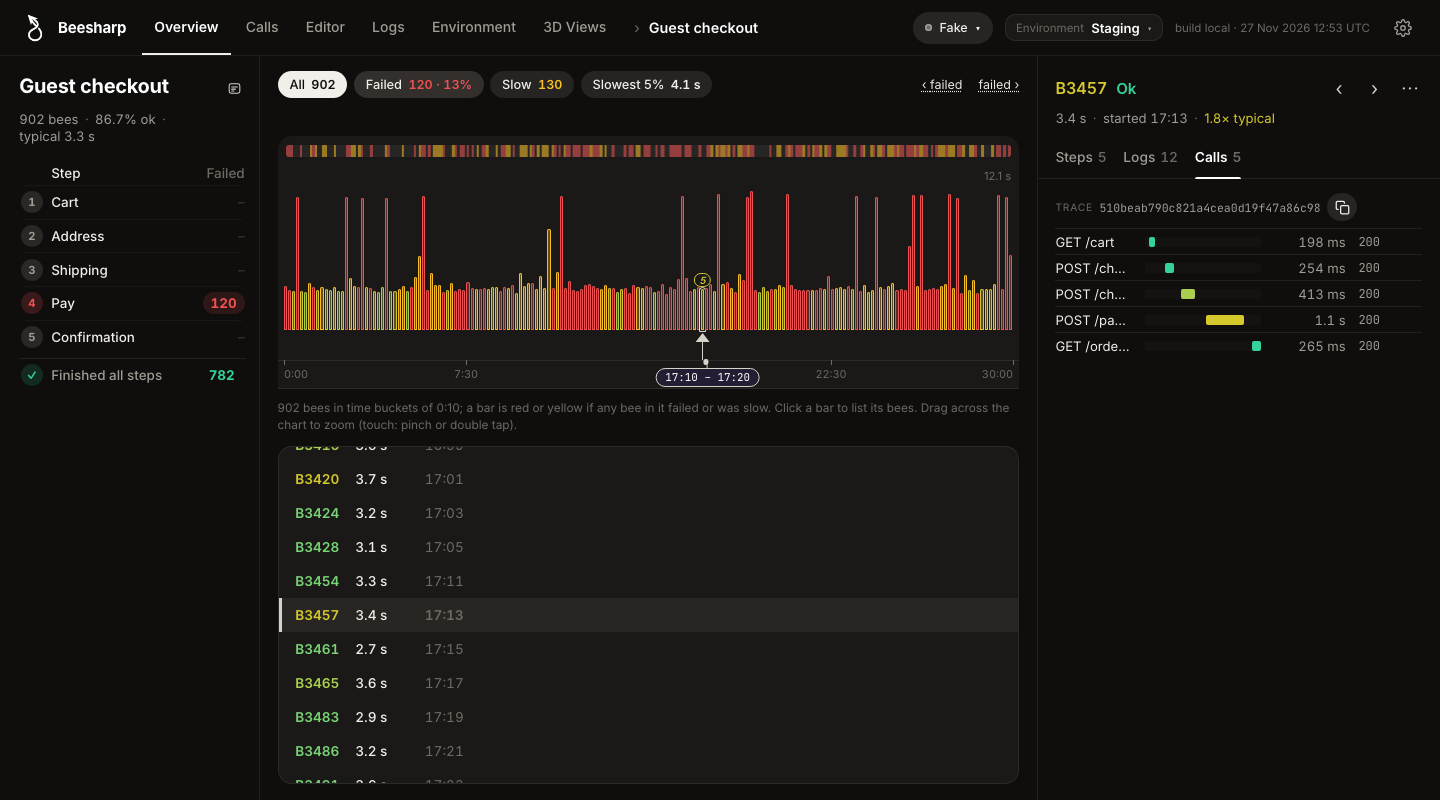 Beesharp Overview Calls Editor Logs Environment 3D Views › Guest checkout Fake Environment Staging build local · 27 Nov 2026 12:53 UTC
Guest checkout
902 bees · 86.7% ok ·
typical 3.3 s
Step Failed
1 Cart –
2 Address –
3 Shipping –
4 Pay 120
5 Confirmation –
Finished all steps 782
All 902 Failed 120 · 13% Slow 130 Slowest 5% 4.1 s ‹ failed failed ›
12.1 s
5
0:00 7:30 17:10 – 17:20 22:30 30:00
902 bees in time buckets of 0:10; a bar is red or yellow if any bee in it failed or was slow. Click a bar to list its bees. Drag across the
chart to zoom (touch: pinch or double tap).
B3420 3.7 s 17:01
B3424 3.2 s 17:03
B3428 3.1 s 17:05
B3454 3.3 s 17:11
B3457 3.4 s 17:13
B3461 2.7 s 17:15
B3465 3.6 s 17:17
B3483 2.9 s 17:19
B3486 3.2 s 17:21
B3457 Ok ‹ › ···
3.4 s · started 17:13 · 1.8× typical
Steps 5 Logs 12 Calls 5
TRACE 510beab790c821a4cea0d19f47a86c98
GET /cart 198 ms 200
POST /ch... 254 ms 200
POST /ch... 413 ms 200
POST /pa... 1.1 s 200
GET /orde... 265 ms 200